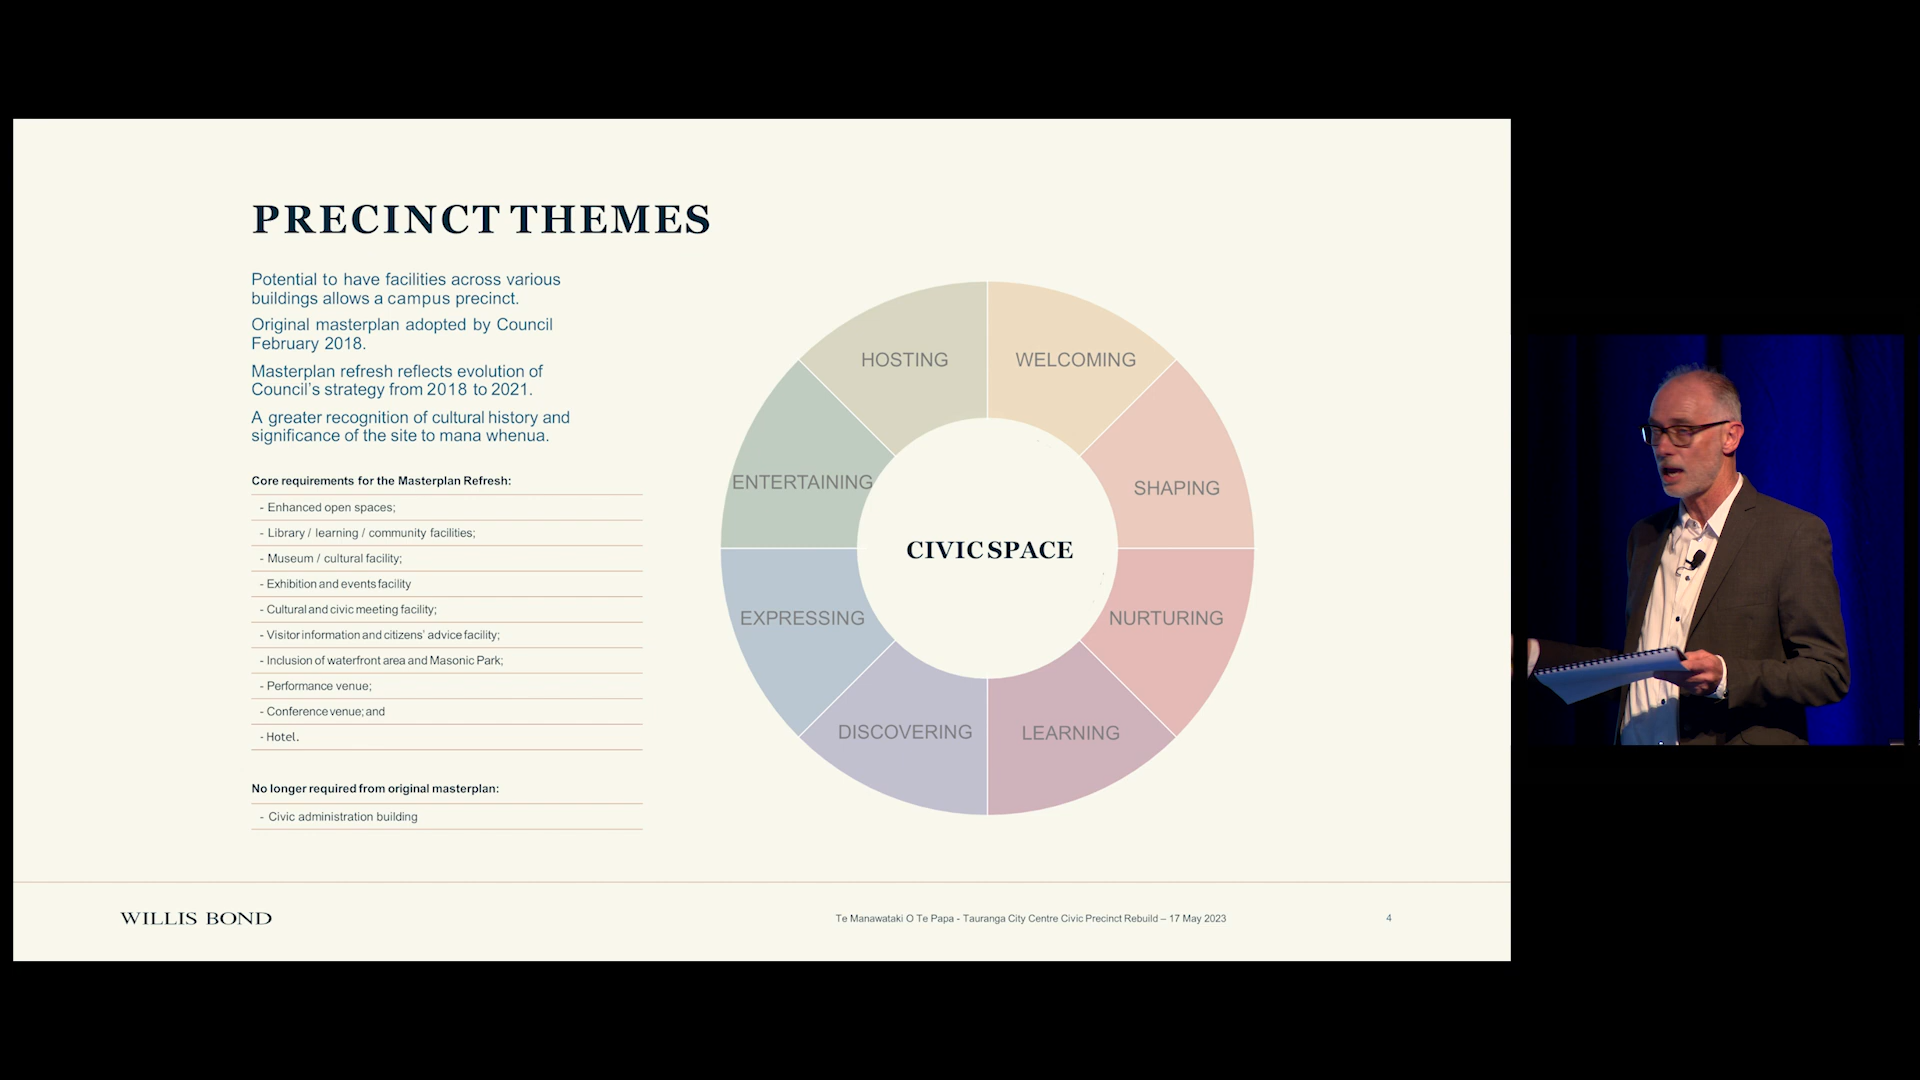 PRECINCT THEMES
Potential to have facilities across various
buildings allows a campus precinct.
Original masterplan adopted by Council
February 2018.
Masterplan refresh reflects evolution of
Council's strategy from 2018 to 2021.
A greater recognition of cultural history and
significance of the site to mana whenua.
Core requirements for the Masterplan Refresh:
- Enhanced open spaces;
- Library / learning / community facilities;
- Museum / cultural facility;
- Exhibition and events facility
- Cultural and civic meeting facility;
- Visitor information and citizens' advice facility;
- Inclusion of waterfront area and Masonic Park;
- Performance venue;
- Conference venue; and
- Hotel.
No longer required from original masterplan:
- Civic administration building
HOSTING
WELCOMING
ENTERTAINING
SHAPING
CIVIC SPACE
EXPRESSING
NURTURING
DISCOVERING
LEARNING
WILLIS BOND
Te Manawataki O Te Papa - Tauranga City Centre Civic Precinct Rebuild – 17 May 2023
4